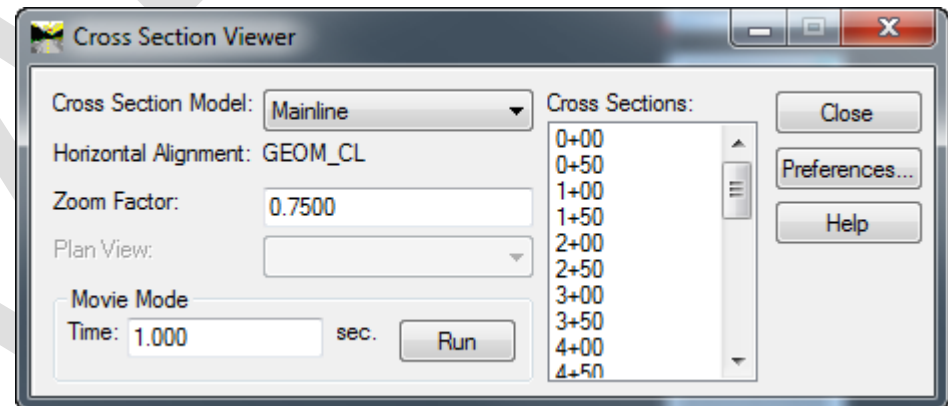 Cross Section Viewer
Cross Section Model: Mainline
Horizontal Alignment: GEOM_CL
Zoom Factor: 0.7500
Plan View:
Movie Mode
Time: 1.000 sec. Run
Cross Sections:
0+00
0+50
1+00
1+50
2+00
2+50
3+00
3+50
4+00
4+50
Close
Preferences...
Help